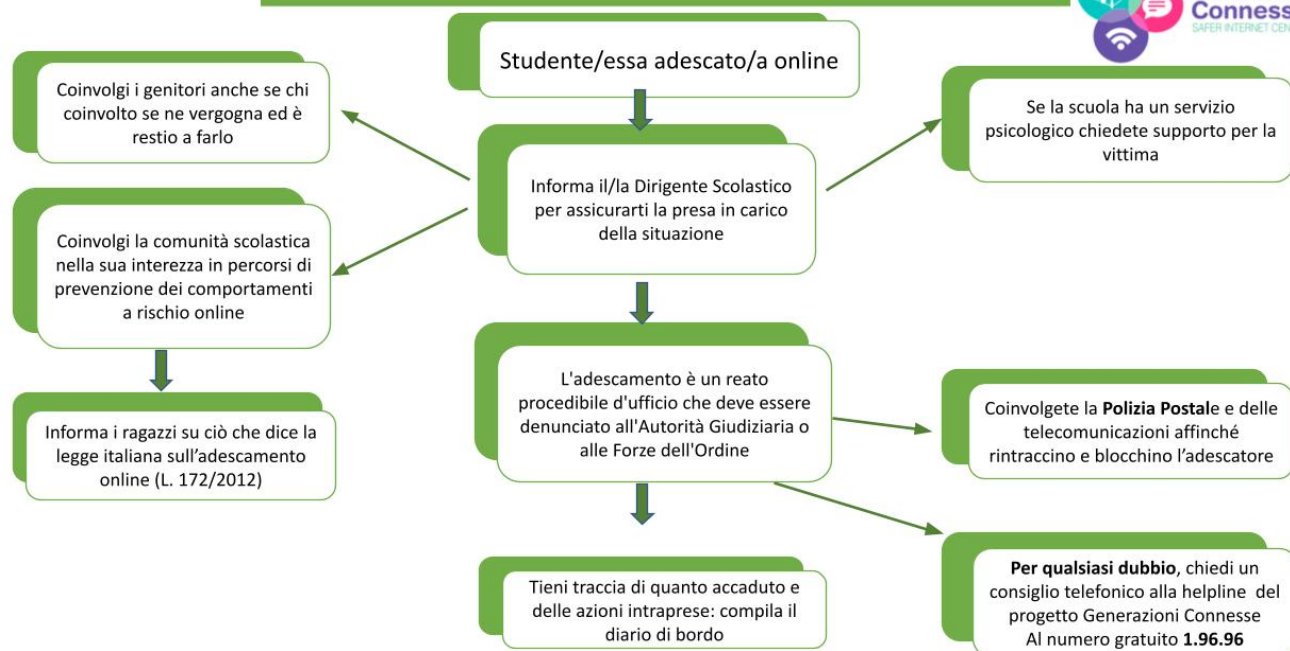 Conness
SAFER INTERNET CEN
Studente/essa adescato/a online
Coinvolgi i genitori anche se chi
coinvolto se ne vergogna ed è
restio a farlo
Se la scuola ha un servizio
psicologico chiedete supporto per la
vittima
Informa il/la Dirigente Scolastico
per assicurarti la presa in carico
della situazione
Coinvolgi la comunità scolastica
nella sua interezza in percorsi di
prevenzione dei comportamenti
a rischio online
L'adescamento è un reato
procedibile d'ufficio che deve essere
denunciato all'Autorità Giudiziaria o
alle Forze dell'Ordine
Coinvolgete la Polizia Postale e delle
telecomunicazioni affinché
rintraccino e blocchino l’adescatore
Informa i ragazzi su ciò che dice la
legge italiana sull’adescamento
online (L. 172/2012)
Tieni traccia di quanto accaduto e
delle azioni intraprese: compila il
diario di bordo
Per qualsiasi dubbio, chiedi un
consiglio telefonico alla helpline del
progetto Generazioni Connesse
Al numero gratuito 1.96.96